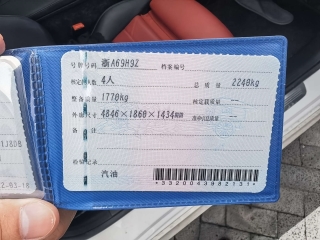 号牌号码 浙A69H9Z 档案编号
核定载人数 4人 总质量 2240kg
整备质量 1770kg 核定载质量 --
外廓尺寸 4846×1860×1434mm 准牵引总质量 --
备注
检验记录
汽油